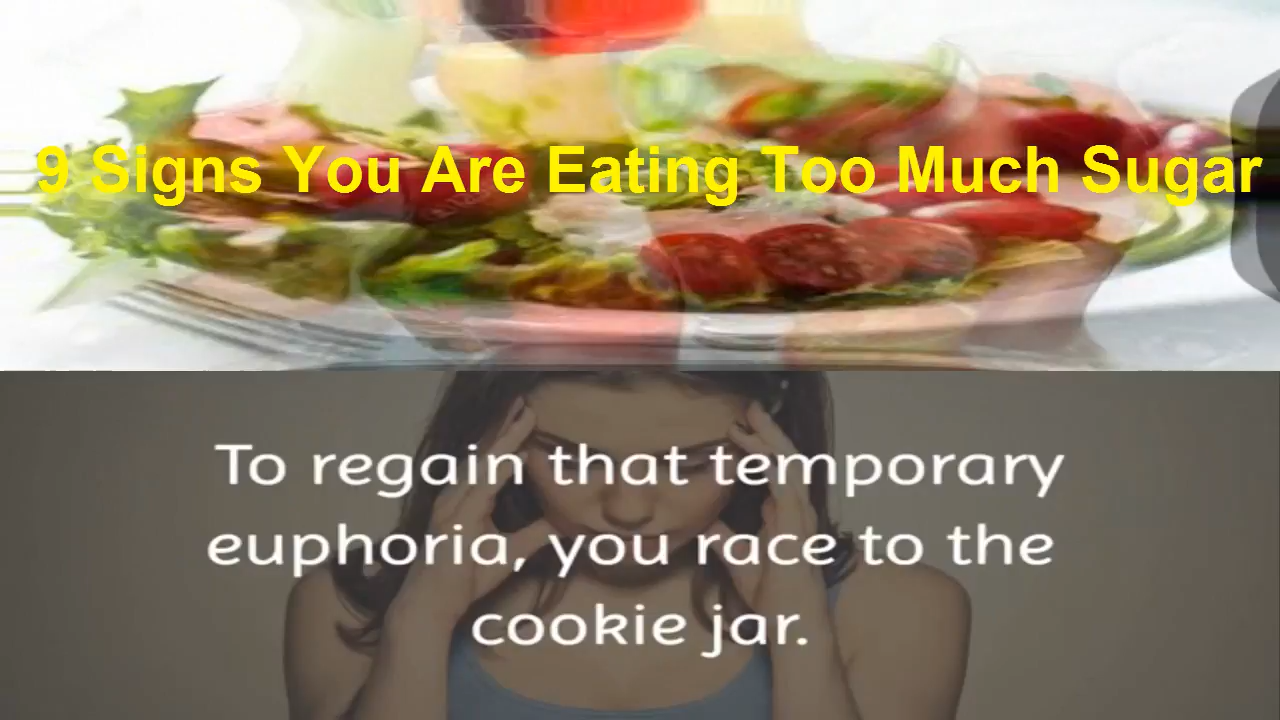 9 Signs You Are Eating Too Much Sugar
To regain that temporary
euphoria, you race to the
cookie jar.